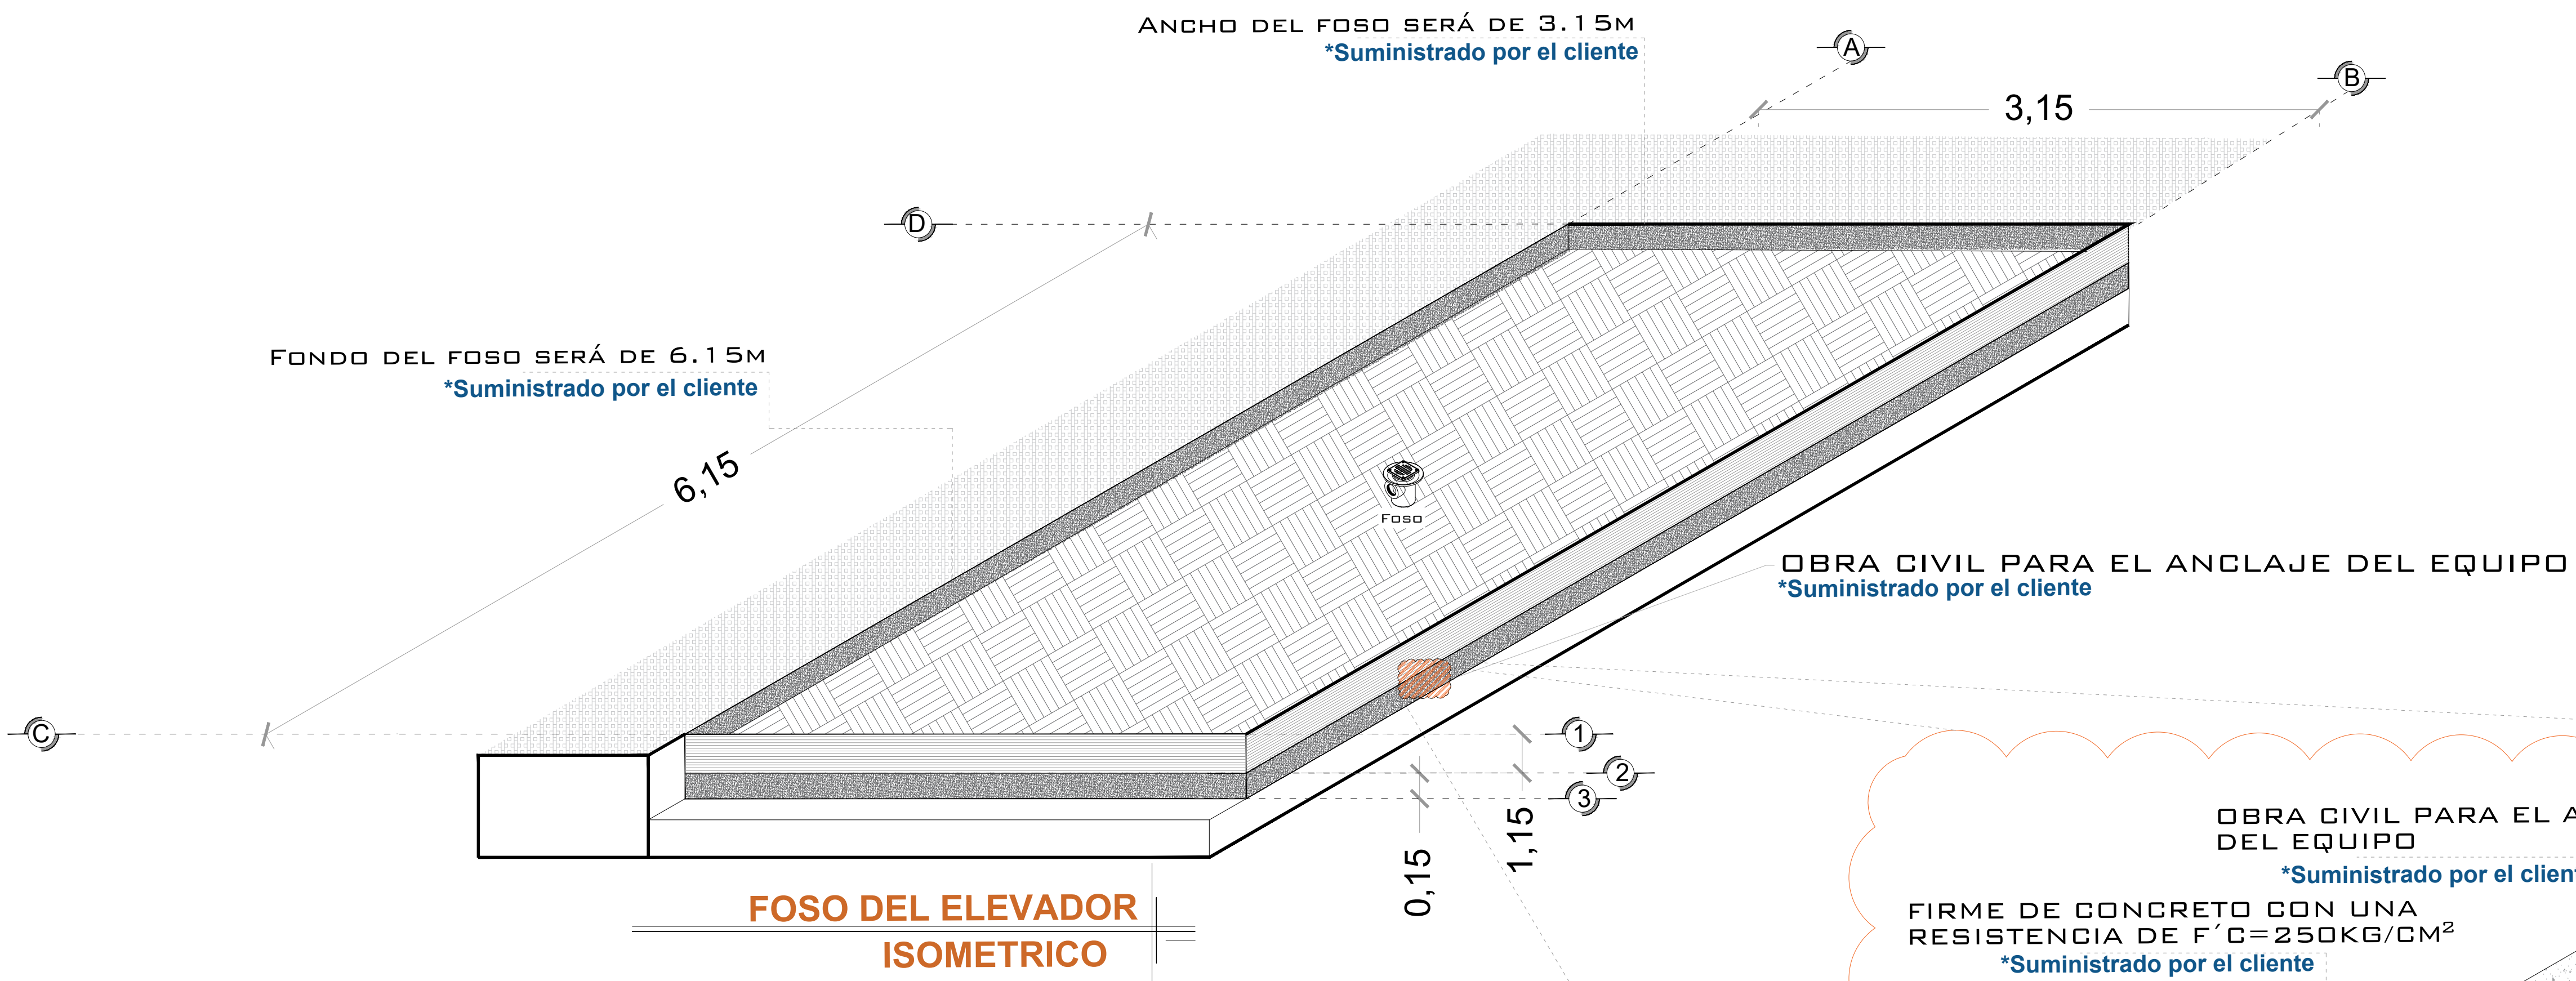 ANCHO DEL FOSO SERÁ DE 3.15M
*Suministrado por el cliente
A
B
3,15
D
FONDO DEL FOSO SERÁ DE 6.15M
*Suministrado por el cliente
6,15
FOSO
OBRA CIVIL PARA EL ANCLAJE DEL EQUIPO
*Suministrado por el cliente
C
1
2
3
0,15
1,15
OBRA CIVIL PARA EL
DEL EQUIPO
*Suministrado por el
FIRME DE CONCRETO CON UNA
RESISTENCIA DE F´C=250KG/CM²
*Suministrado por el cliente
FOSO DEL ELEVADOR
ISOMETRICO